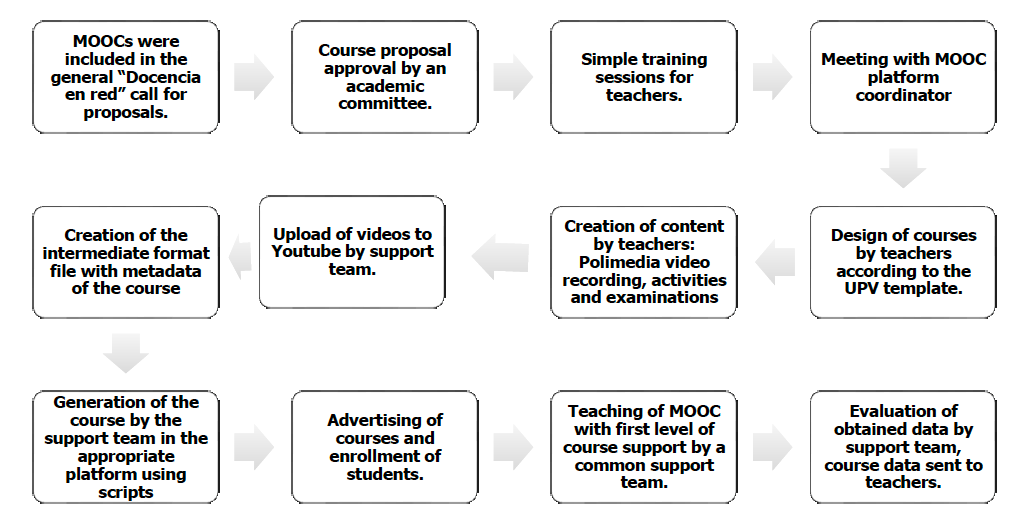 MOOCs were
included in the
general “Docencia
en red” call for
proposals.
Course proposal
approval by an
academic
committee.
Simple training
sessions for
teachers.
Meeting with MOOC
platform
coordinator
Design of courses
by teachers
according to the
UPV template.
Creation of content
by teachers:
Polimedia video
recording, activities
and examinations
Upload of videos to
Youtube by support
team.
Creation of the
intermediate format
file with metadada
of the course
Generation of the
course by the
support team in the
appropriate
platform using
scripts
Advertising of
courses and
enrollment of
students.
Teaching of MOOC
with first level of
course support by a
common support
team.
Evaluation of
obtained data by
support team,
course data sent to
teachers.